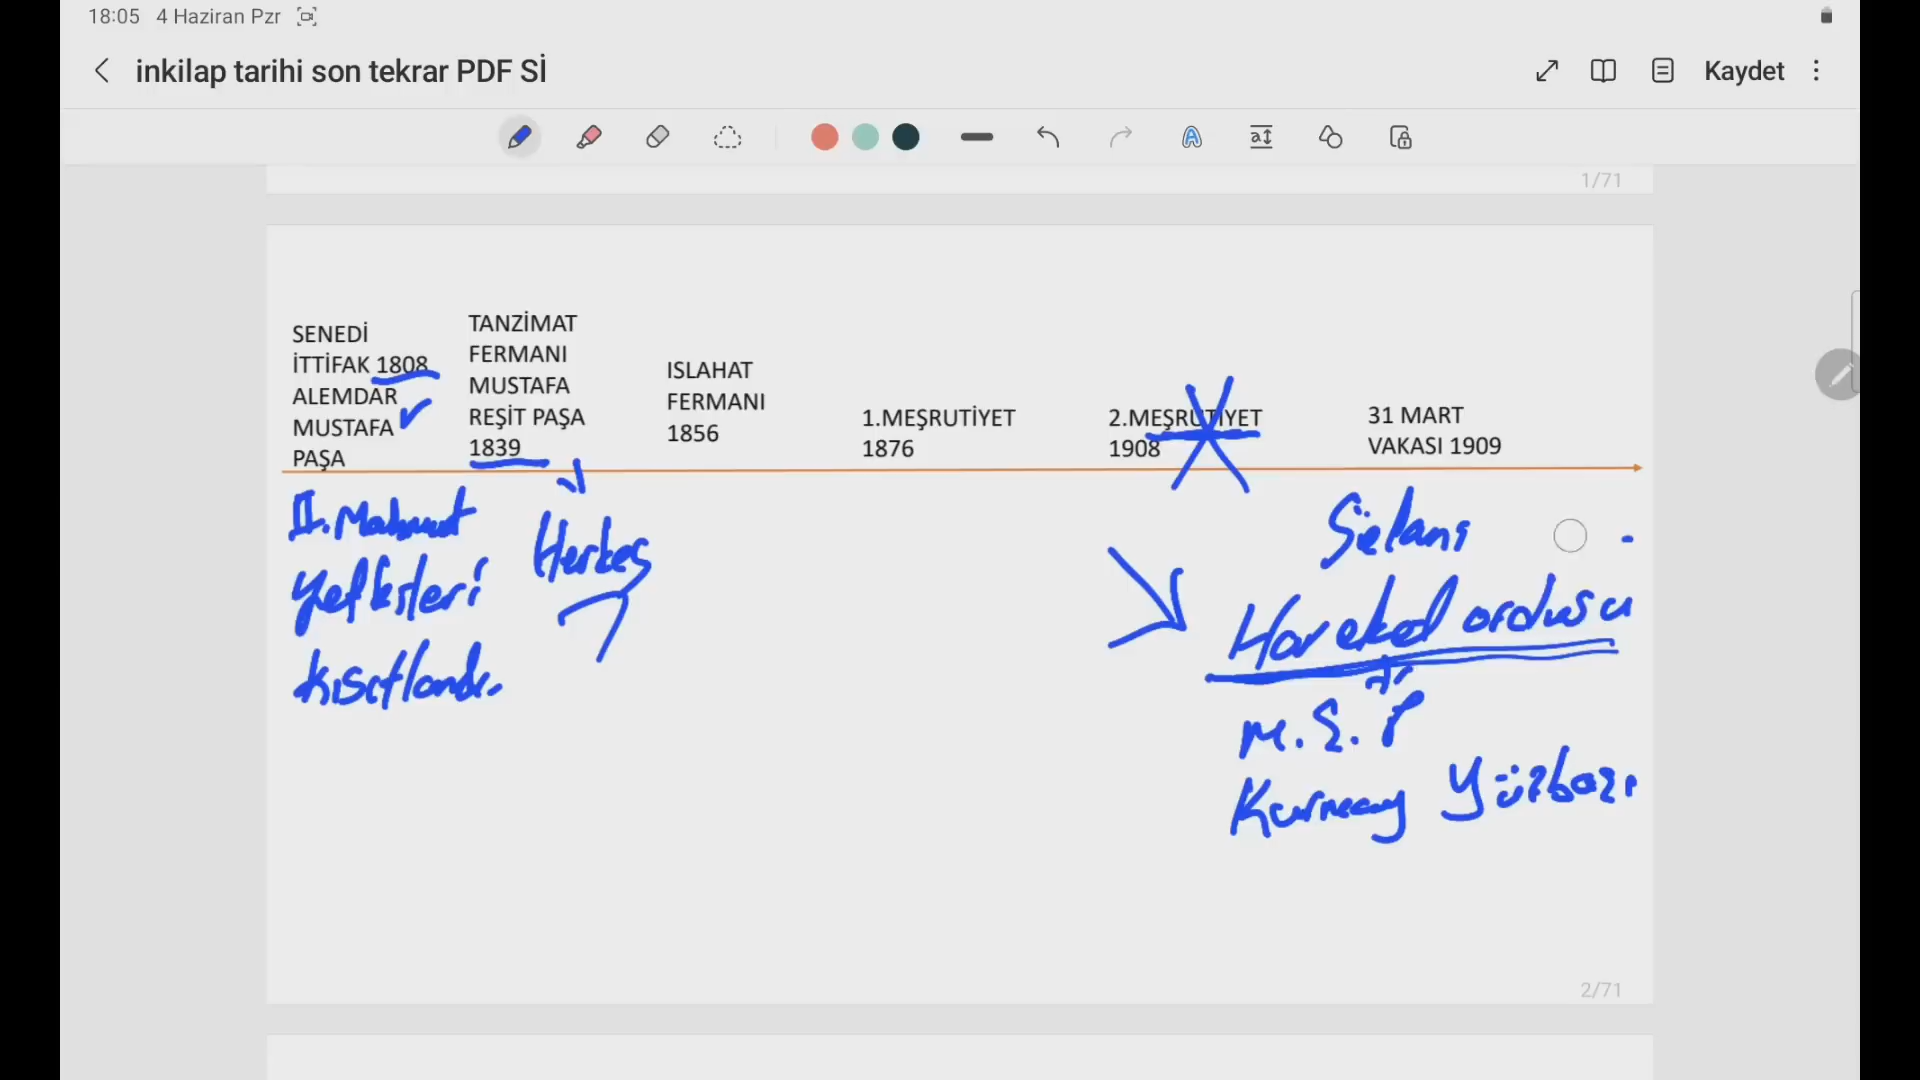 18:05 4 Haziran Pzr
inkilap tarihi son tekrar PDF Sİ
Kaydet
1/71
SENEDİ
İTTİFAK 1808
ALEMDAR
MUSTAFA
PAŞA
TANZİMAT
FERMANI
MUSTAFA
REŞİT PAŞA
1839
ISLAHAT
FERMANI
1856
1.MEŞRUTİYET
1876
2.MEŞRUTİYET
1908
31 MART
VAKASI 1909
II. Mahmut
yetkileri
kısıtlandı.
Herkes
Selani
Hareket ordusu
M.
Kurmay Yüzbaşı
2/71